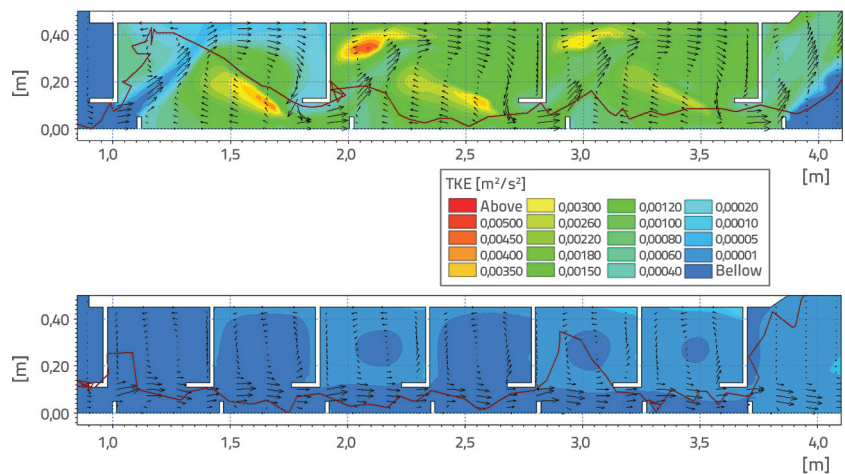 0,40
0,20
0,00
[m]
1,0 1,5 2,0 2,5 3,0 3,5 4,0
[m]
TKE [m²/s²]
Above 0,00300 0,00120 0,00020
0,00500 0,00260 0,00100 0,00010
0,00450 0,00220 0,00080 0,00005
0,00400 0,00180 0,00060 0,00001
0,00350 0,00150 0,00040 Bellow
0,40
0,20
0,00
[m]
1,0 1,5 2,0 2,5 3,0 3,5 4,0
[m]